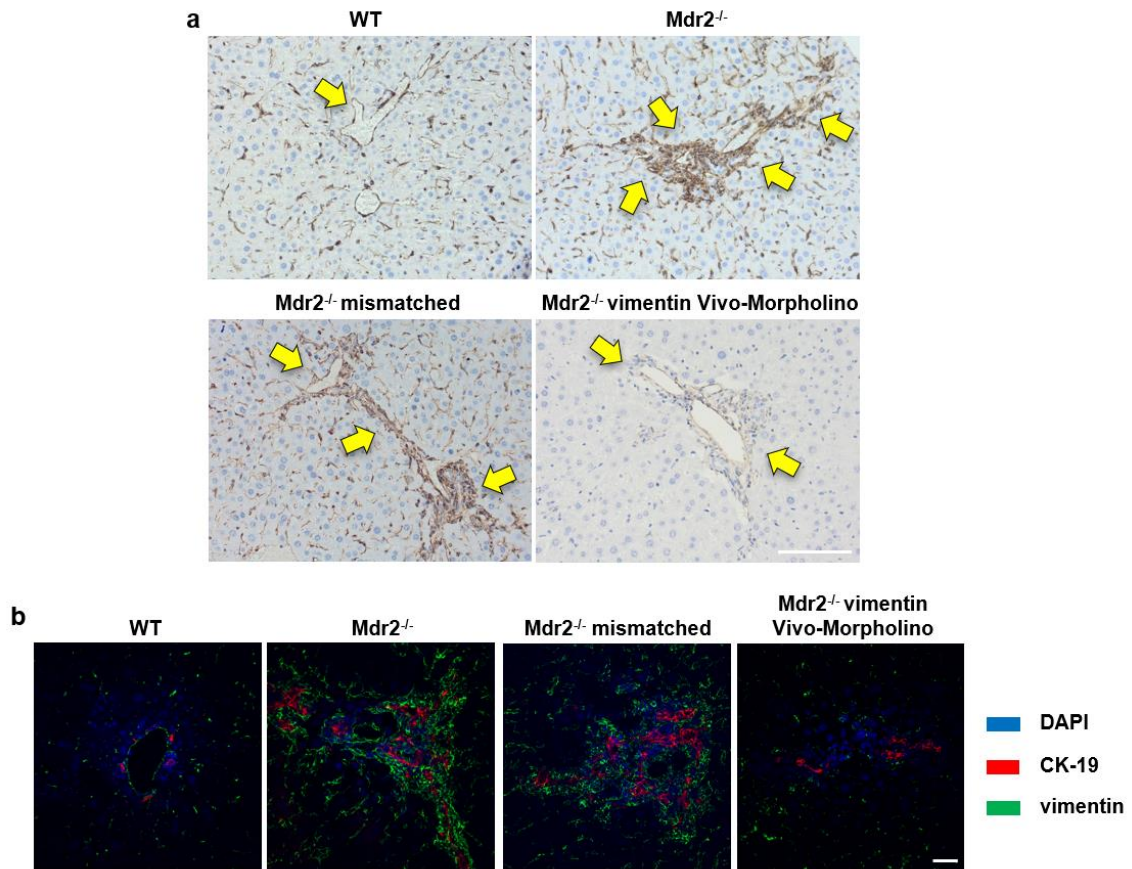 a
WT
Mdr2-/-
Mdr2-/- mismatched
Mdr2-/- vimentin Vivo-Morpholino
b
WT
Mdr2-/-
Mdr2-/- mismatched
Mdr2-/- vimentin
Vivo-Morpholino
DAPI
CK-19
vimentin